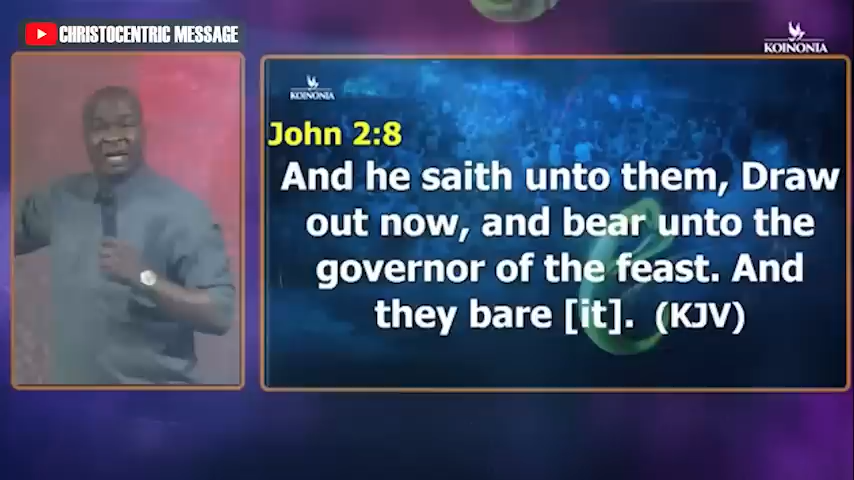 CHRISTOCENTRIC MESSAGE
KOINONIA
KOINONIA
John 2:8
And he saith unto them, Draw
out now, and bear unto the
governor of the feast. And
they bare [it]. (KJV)